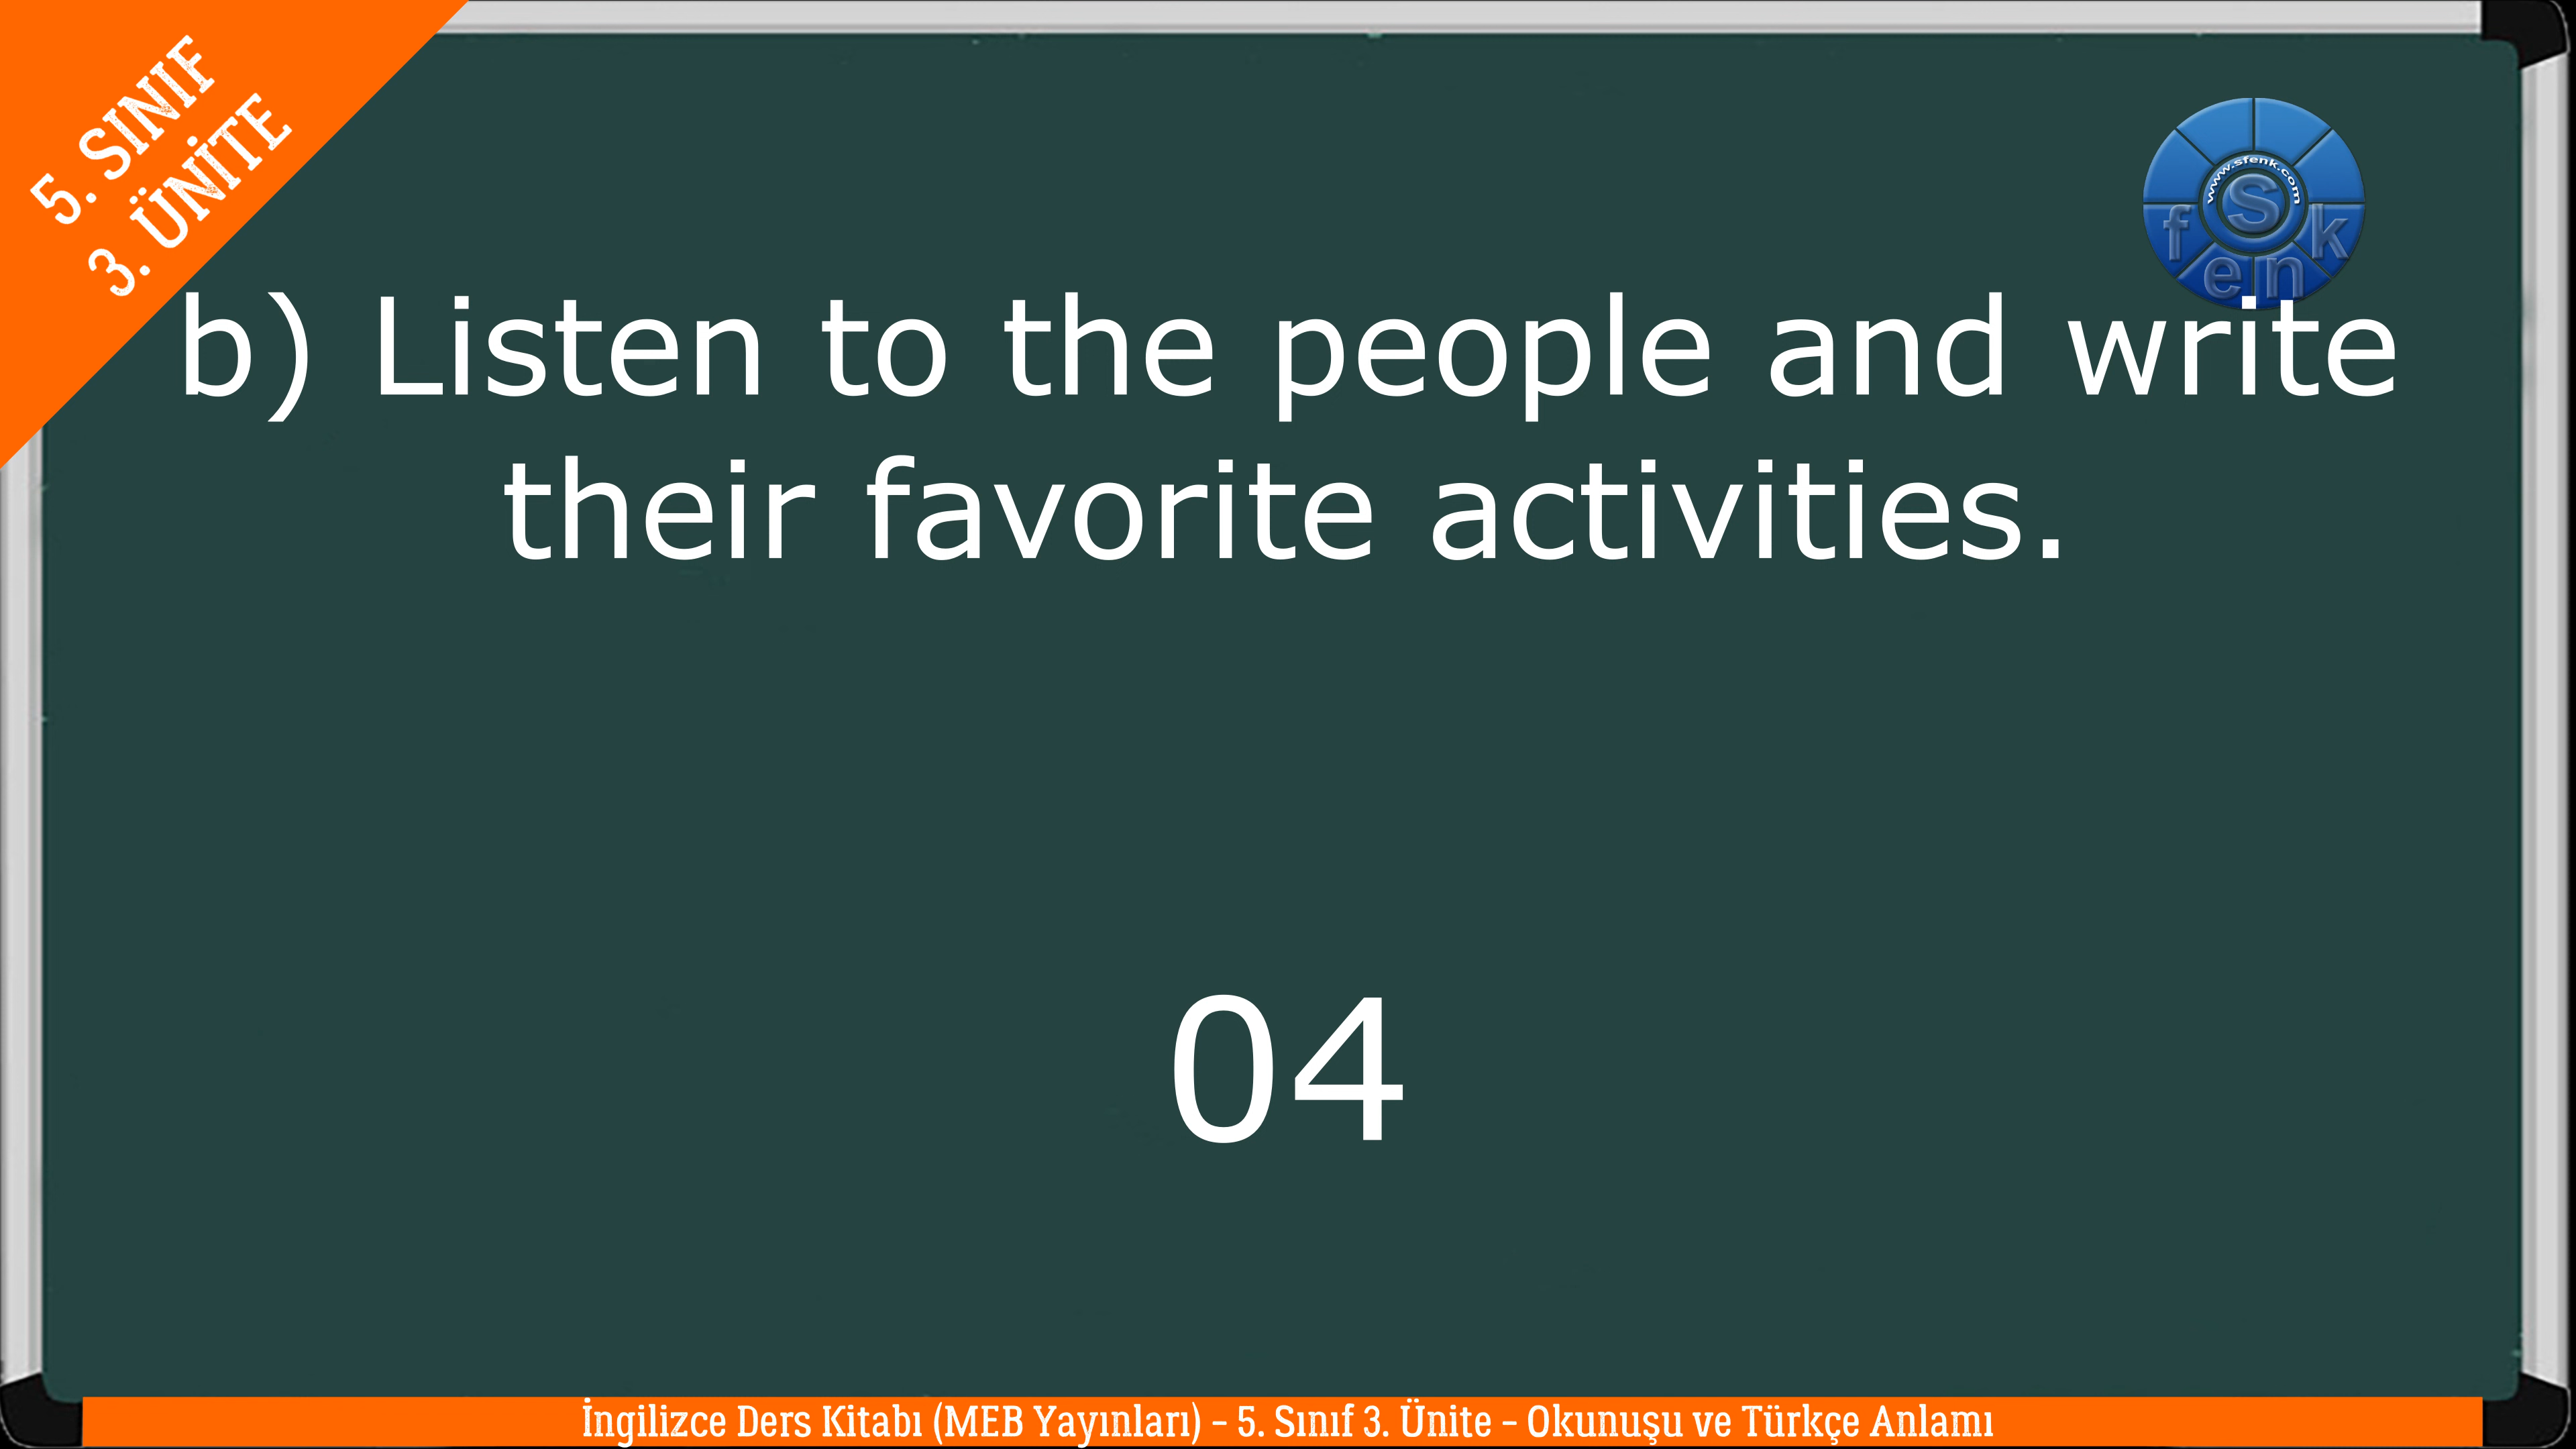 5. SINIF
3. ÜNİTE
www.sfenk.com
S
f e n k
b) Listen to the people and write
their favorite activities.
04
İngilizce Ders Kitabı (MEB Yayınları) – 5. Sınıf 3. Ünite – Okunuşu ve Türkçe Anlamı